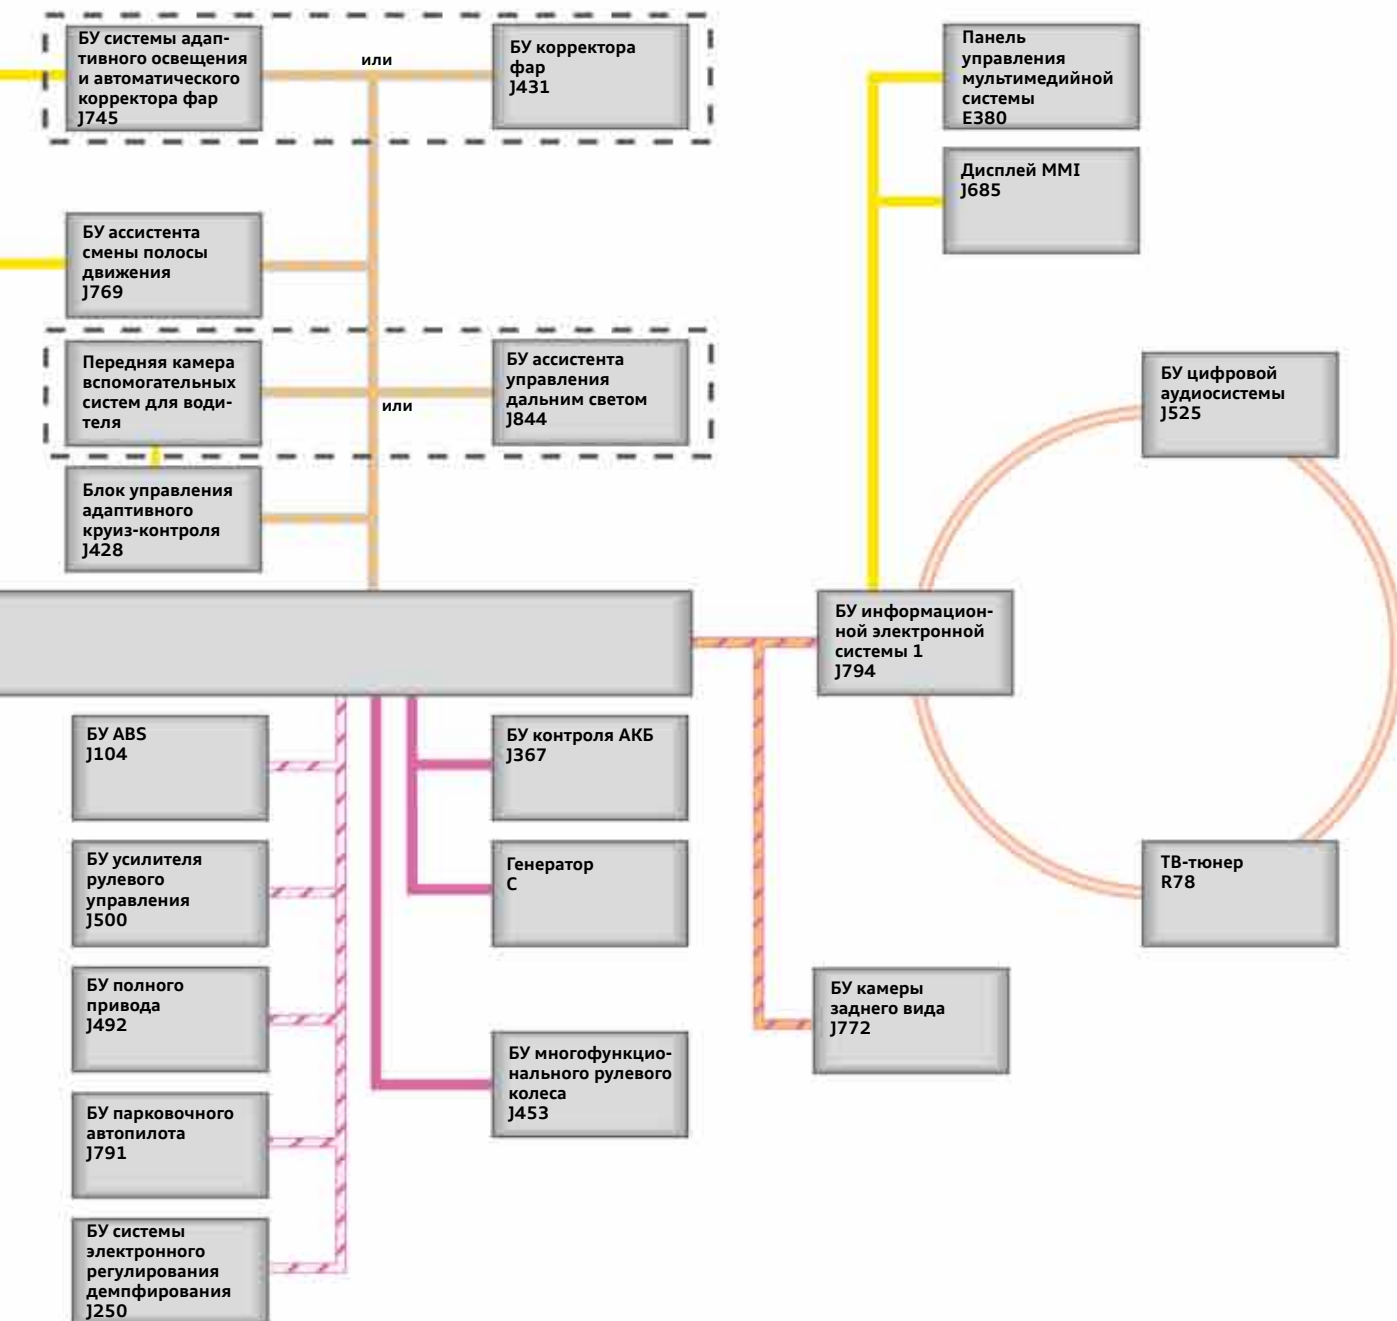 БУ системы адап-
тивного освещения
и автоматического
корректора фар
J745
или
БУ корректора
фар
J431
Панель
управления
мультимедийной
системы
E380
Дисплей MMI
J685
БУ ассистента
смены полосы
движения
J769
Передняя камера
вспомогательных
систем для води-
теля
или
БУ ассистента
управления
дальним светом
J844
БУ цифровой
аудиосистемы
J525
Блок управления
адаптивного
круиз-контроля
J428
БУ информацион-
ной электронной
системы 1
J794
БУ ABS
J104
БУ контроля АКБ
J367
БУ усилителя
рулевого
управления
J500
Генератор
C
ТВ-тюнер
R78
БУ полного
привода
J492
БУ камеры
заднего вида
J772
БУ многофункцио-
нального рулевого
колеса
J453
БУ парковочного
автопилота
J791
БУ системы
электронного
регулирования
демпфирования
J250